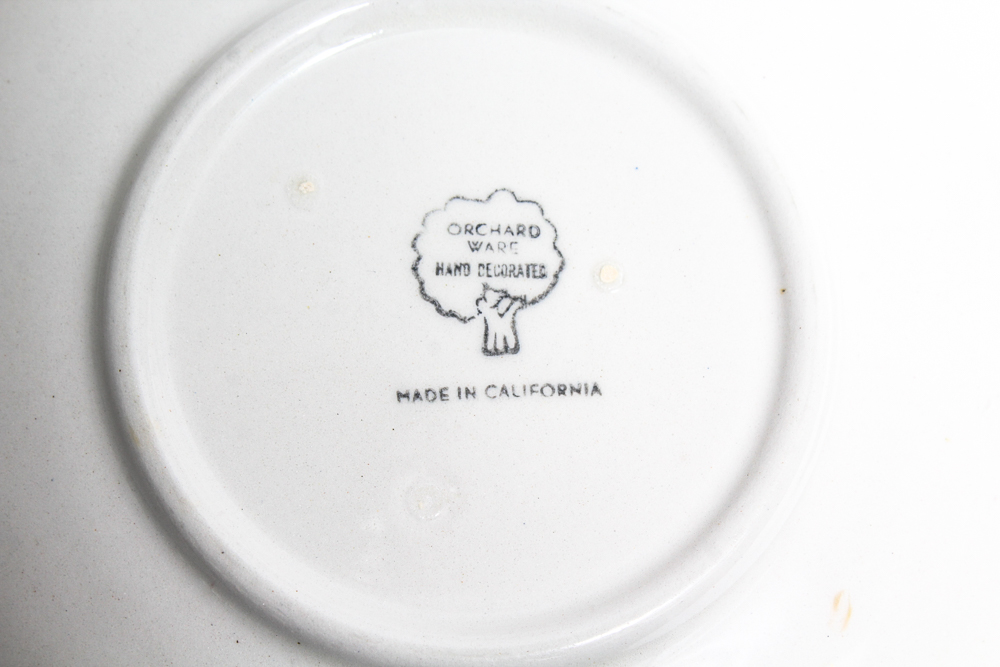 ORCHARD
WARE
HAND DECORATED
MADE IN CALIFORNIA